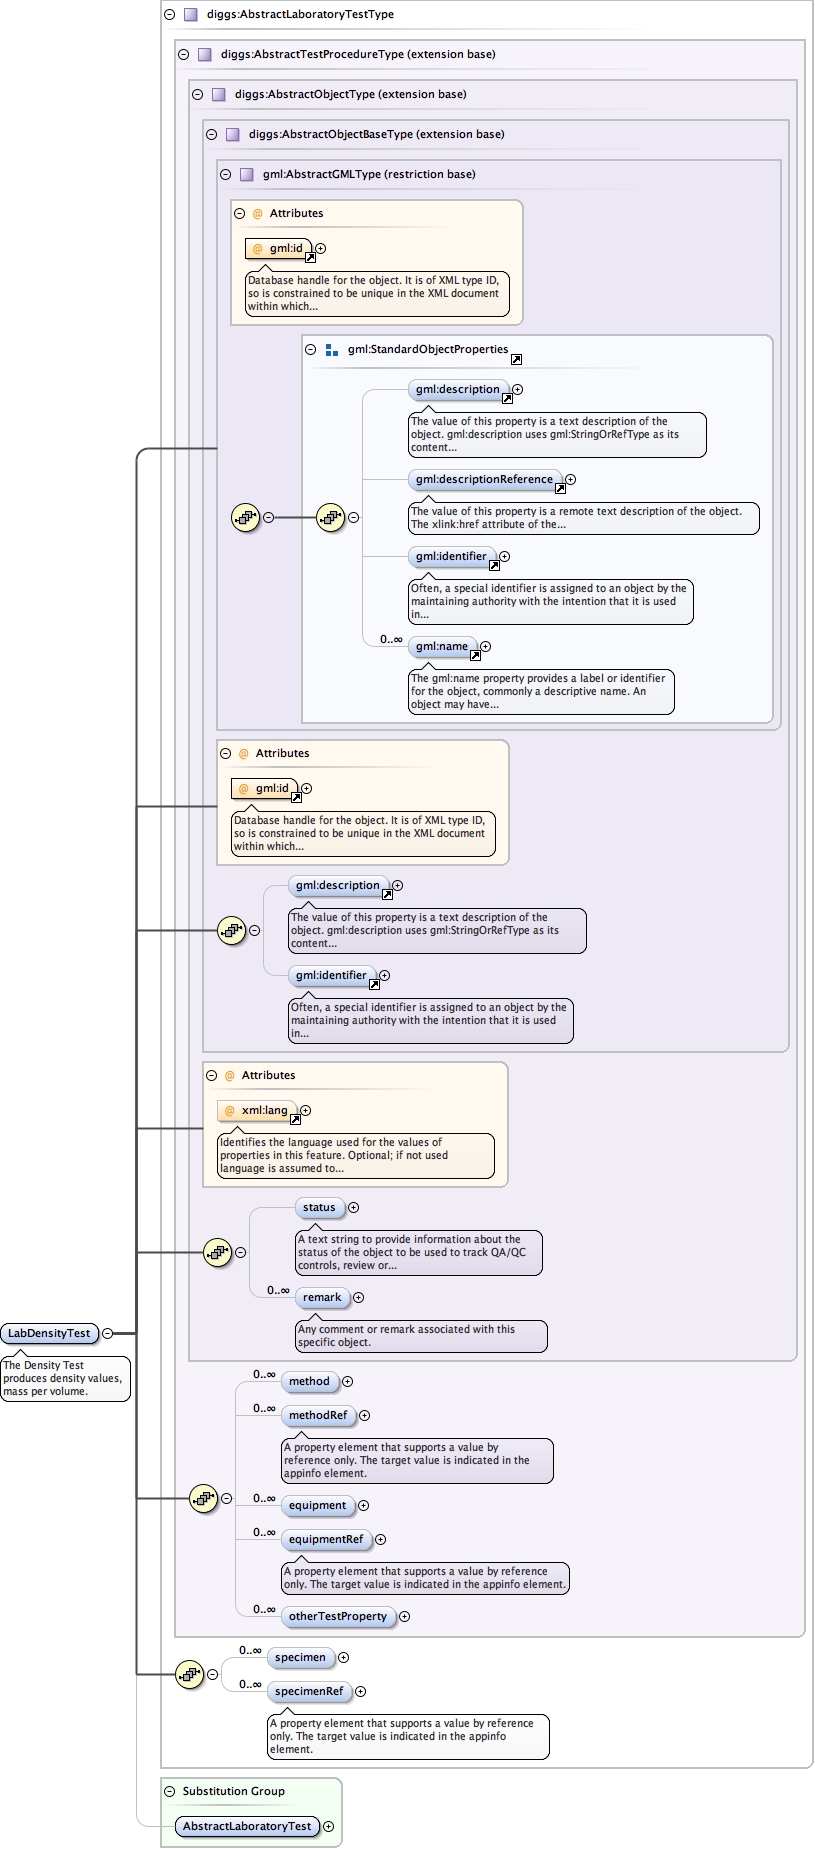 diggs:AbstractLaboratoryTestType
diggs:AbstractTestProcedureType (extension base)
diggs:AbstractObjectType (extension base)
diggs:AbstractObjectBaseType (extension base)
gml:AbstractGMLType (restriction base)
@ Attributes
@ gml:id
Database handle for the object. It is of XML type ID,
so is constrained to be unique in the XML document
within which...
gml:StandardObjectProperties
gml:description
The value of this property is a text description of the
object. gml:description uses gml:StringOrRefType as its
content...
gml:descriptionReference
The value of this property is a remote text description of the object.
The xlink:href attribute of the...
gml:identifier
Often, a special identifier is assigned to an object by the
maintaining authority with the intention that it is used
in...
0..∞
gml:name
The gml:name property provides a label or identifier
for the object, commonly a descriptive name. An
object may have...
@ Attributes
@ gml:id
Database handle for the object. It is of XML type ID,
so is constrained to be unique in the XML document
within which...
gml:description
The value of this property is a text description of the
object. gml:description uses gml:StringOrRefType as its
content...
gml:identifier
Often, a special identifier is assigned to an object by the
maintaining authority with the intention that it is used
in...
@ Attributes
@ xml:lang
Identifies the language used for the values of
properties in this feature. Optional; if not used
language is assumed to...
status
A text string to provide information about the
status of the object to be used to track QA/QC
controls, review or...
0..∞
remark
Any comment or remark associated with this
specific object.
LabDensityTest
The Density Test
produces density values,
mass per volume.
0..∞
method
0..∞
methodRef
A property element that supports a value by
reference only. The target value is indicated in the
appinfo element.
0..∞
equipment
0..∞
equipmentRef
A property element that supports a value by reference
only. The target value is indicated in the appinfo element.
0..∞
otherTestProperty
0..∞
specimen
0..∞
specimenRef
A property element that supports a value by reference
only. The target value is indicated in the appinfo
element.
Substitution Group
AbstractLaboratoryTest